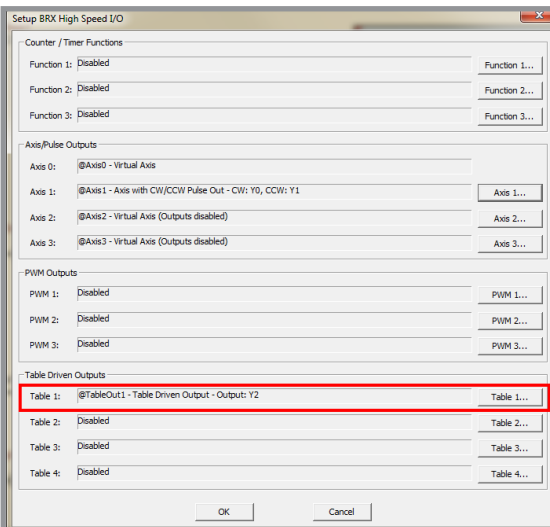 Setup BRX High Speed I/O
Counter / Timer Functions
Function 1: Disabled Function 1...
Function 2: Disabled Function 2...
Function 3: Disabled Function 3...
Axis/Pulse Outputs
Axis 0: @Axis0 - Virtual Axis
Axis 1: @Axis1 - Axis with CW/CCW Pulse Out - CW: Y0, CCW: Y1 Axis 1...
Axis 2: @Axis2 - Virtual Axis (Outputs disabled) Axis 2...
Axis 3: @Axis3 - Virtual Axis (Outputs disabled) Axis 3...
PWM Outputs
PWM 1: Disabled PWM 1...
PWM 2: Disabled PWM 2...
PWM 3: Disabled PWM 3...
Table Driven Outputs
Table 1: @TableOut1 - Table Driven Output - Output: Y2 Table 1...
Table 2: Disabled Table 2...
Table 3: Disabled Table 3...
Table 4: Disabled Table 4...
OK Cancel